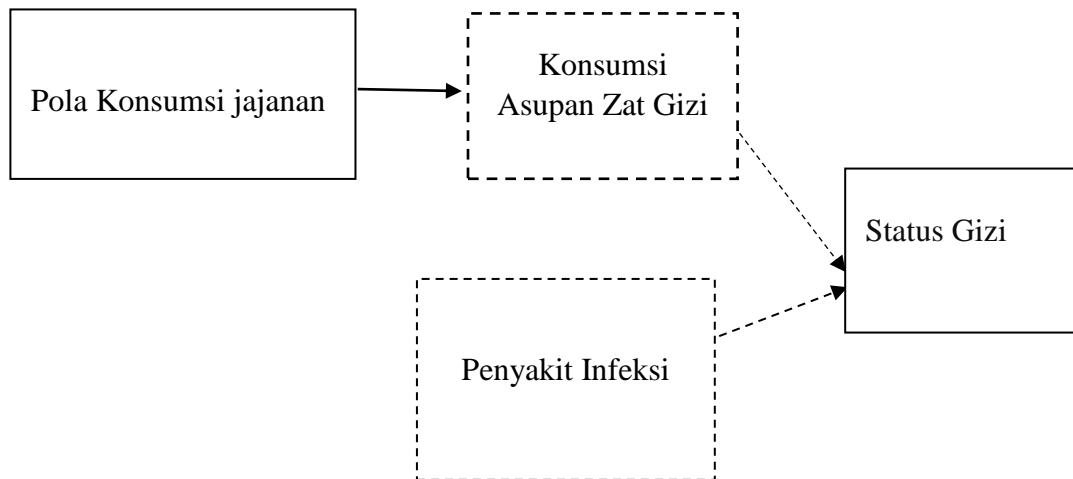 Pola Konsumsi jajanan
Konsumsi
Asupan Zat Gizi
Status Gizi
Penyakit Infeksi